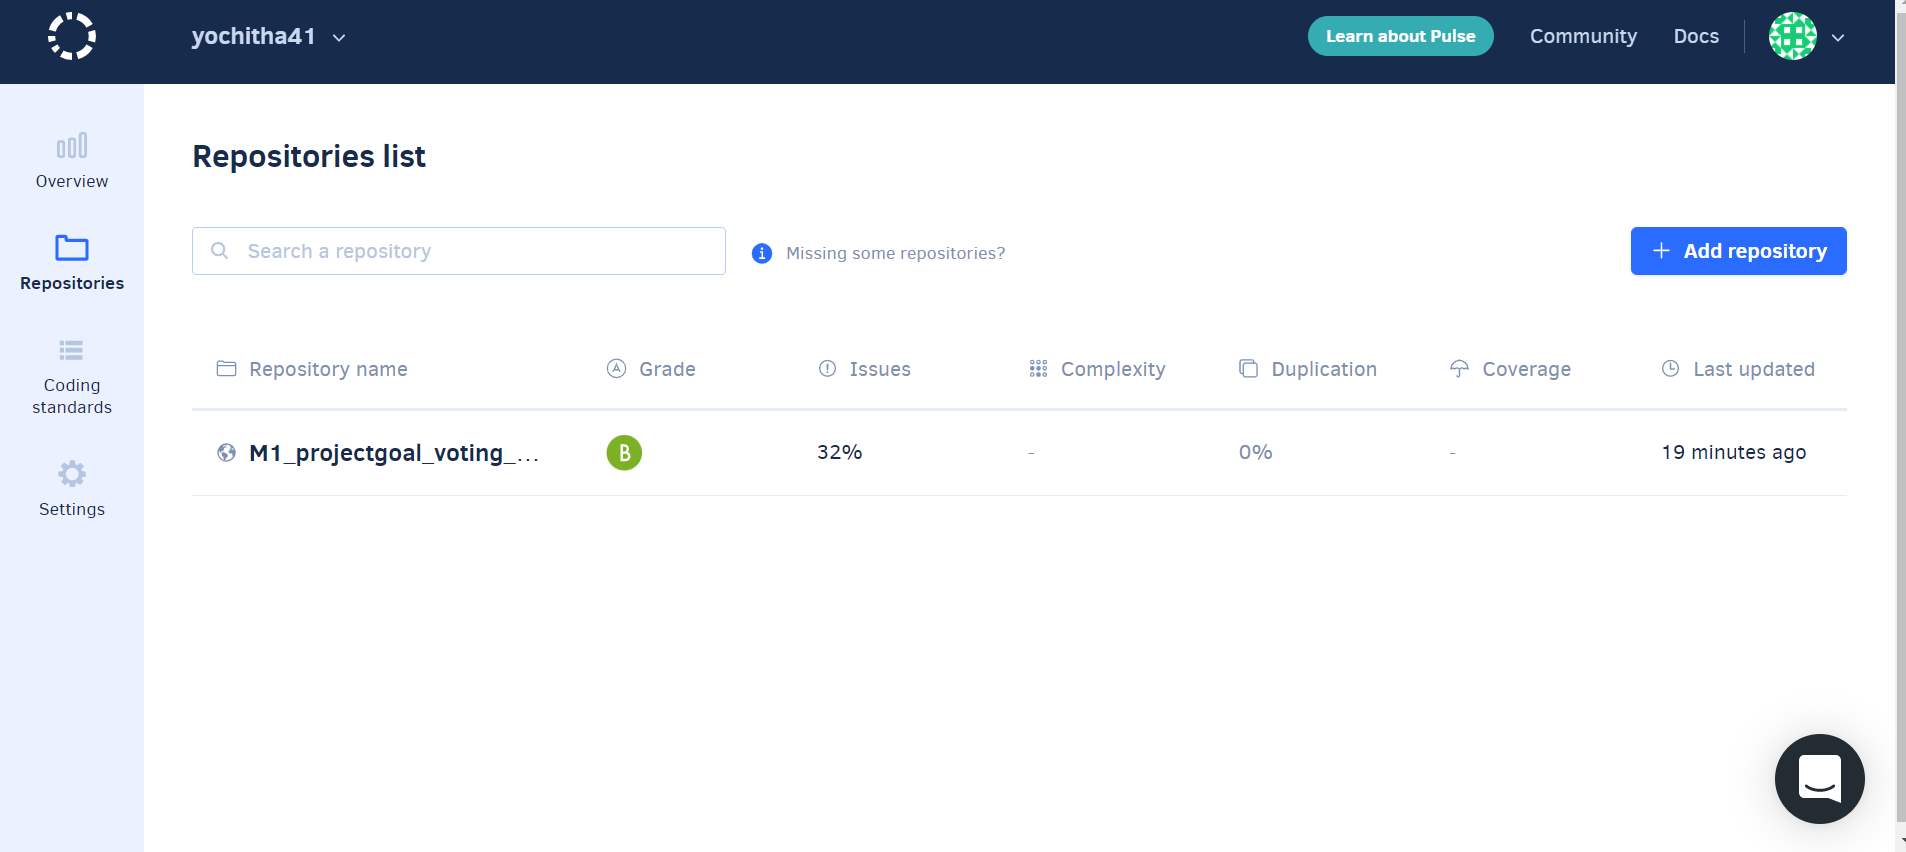 yochitha41
Learn about Pulse
Community
Docs
Overview
Repositories
Coding
standards
Settings
Repositories list
Search a repository
Missing some repositories?
Add repository
Repository name
Grade
Issues
Complexity
Duplication
Coverage
Last updated
M1_projectgoal_voting_...
B
32%
-
0%
-
19 minutes ago